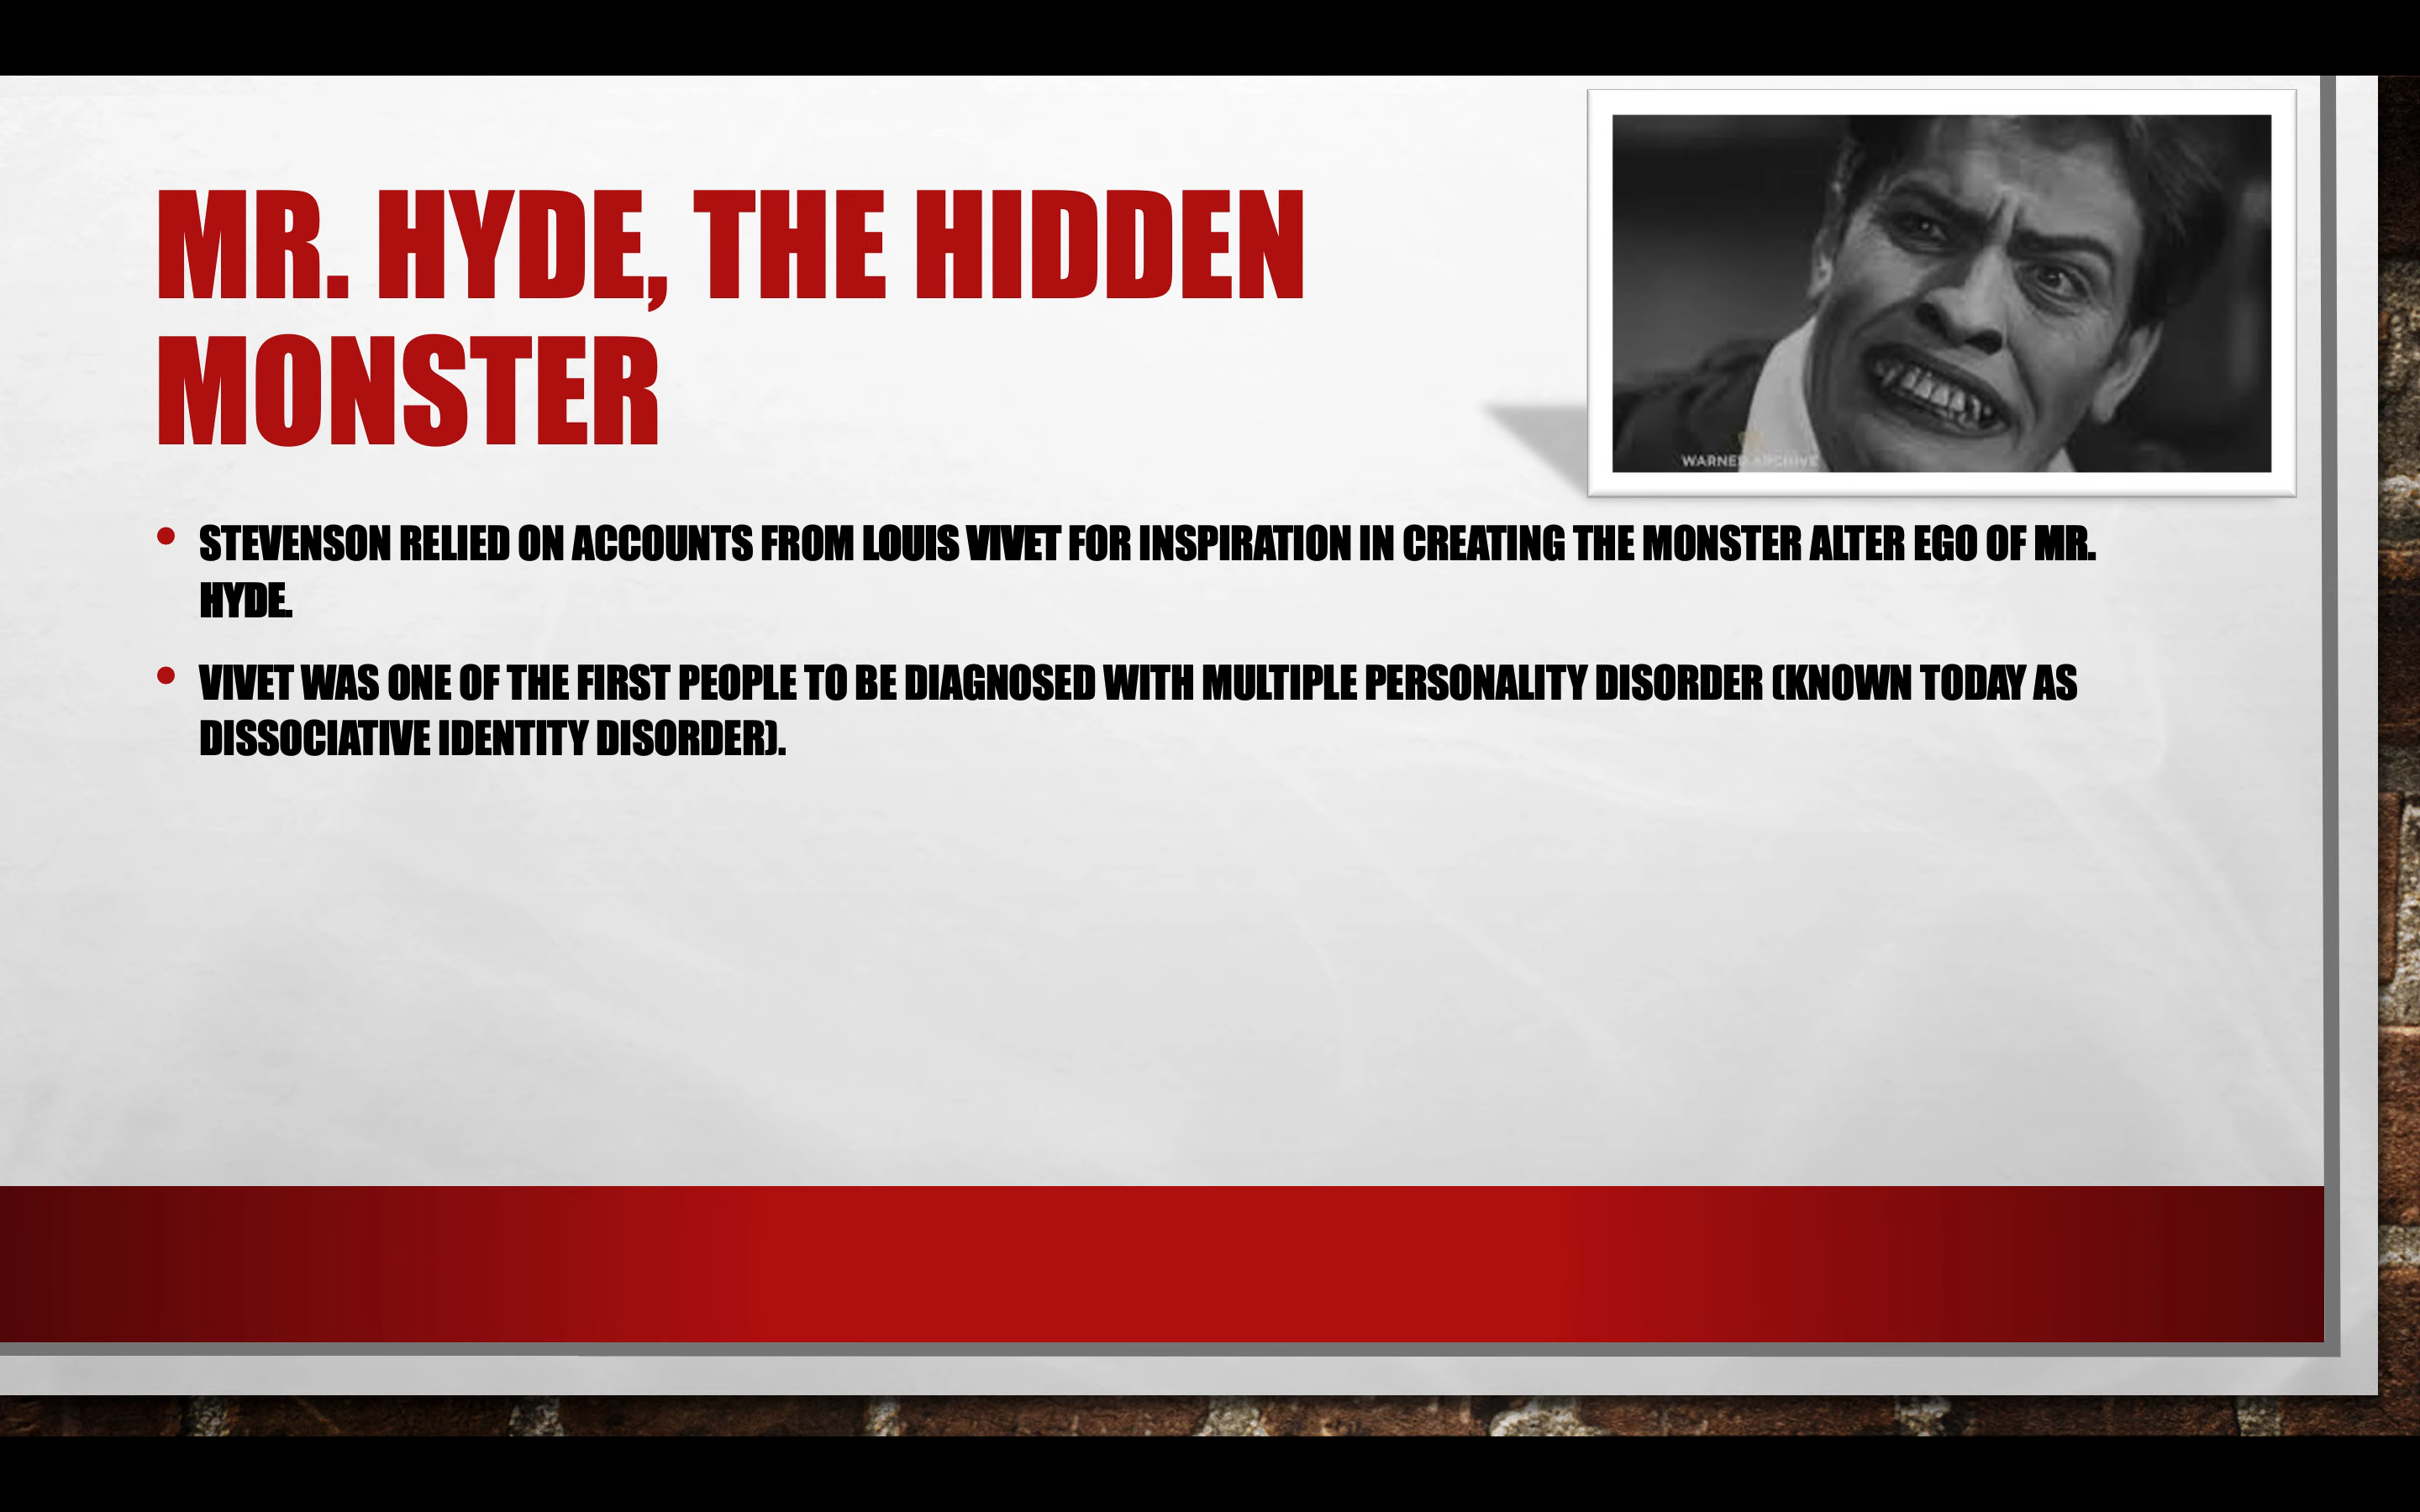 MR. HYDE, THE HIDDEN
MONSTER
WARNER ARCHIVE
• STEVENSON RELIED ON ACCOUNTS FROM LOUIS VIVET FOR INSPIRATION IN CREATING THE MONSTER ALTER EGO OF MR.
HYDE.
• VIVET WAS ONE OF THE FIRST PEOPLE TO BE DIAGNOSED WITH MULTIPLE PERSONALITY DISORDER (KNOWN TODAY AS
DISSOCIATIVE IDENTITY DISORDER).